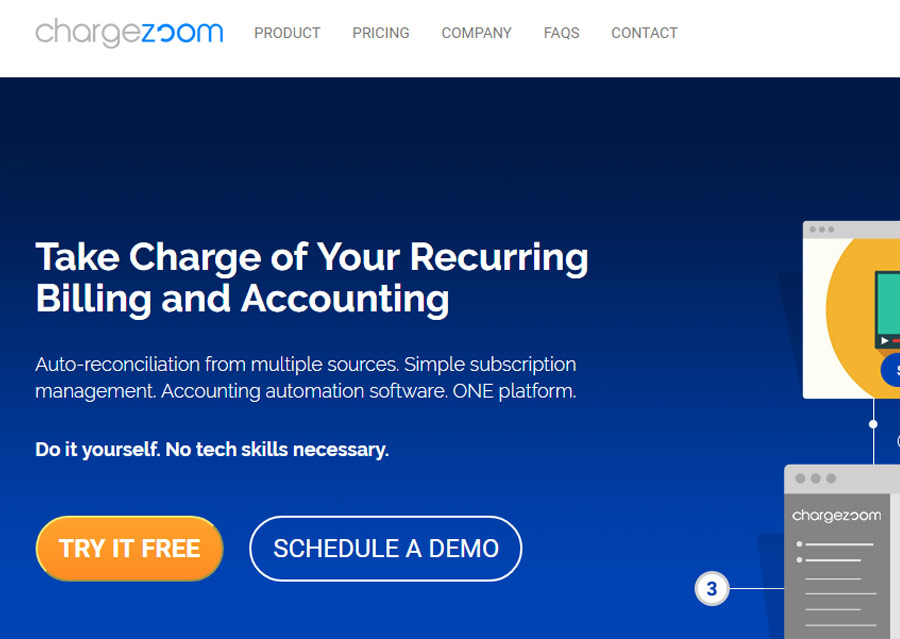 chargezoom PRODUCT PRICING COMPANY FAQS CONTACT
Take Charge of Your Recurring
Billing and Accounting
Auto-reconciliation from multiple sources. Simple subscription
management. Accounting automation software. ONE platform.
Do it yourself. No tech skills necessary.
TRY IT FREE SCHEDULE A DEMO
chargezoom
3